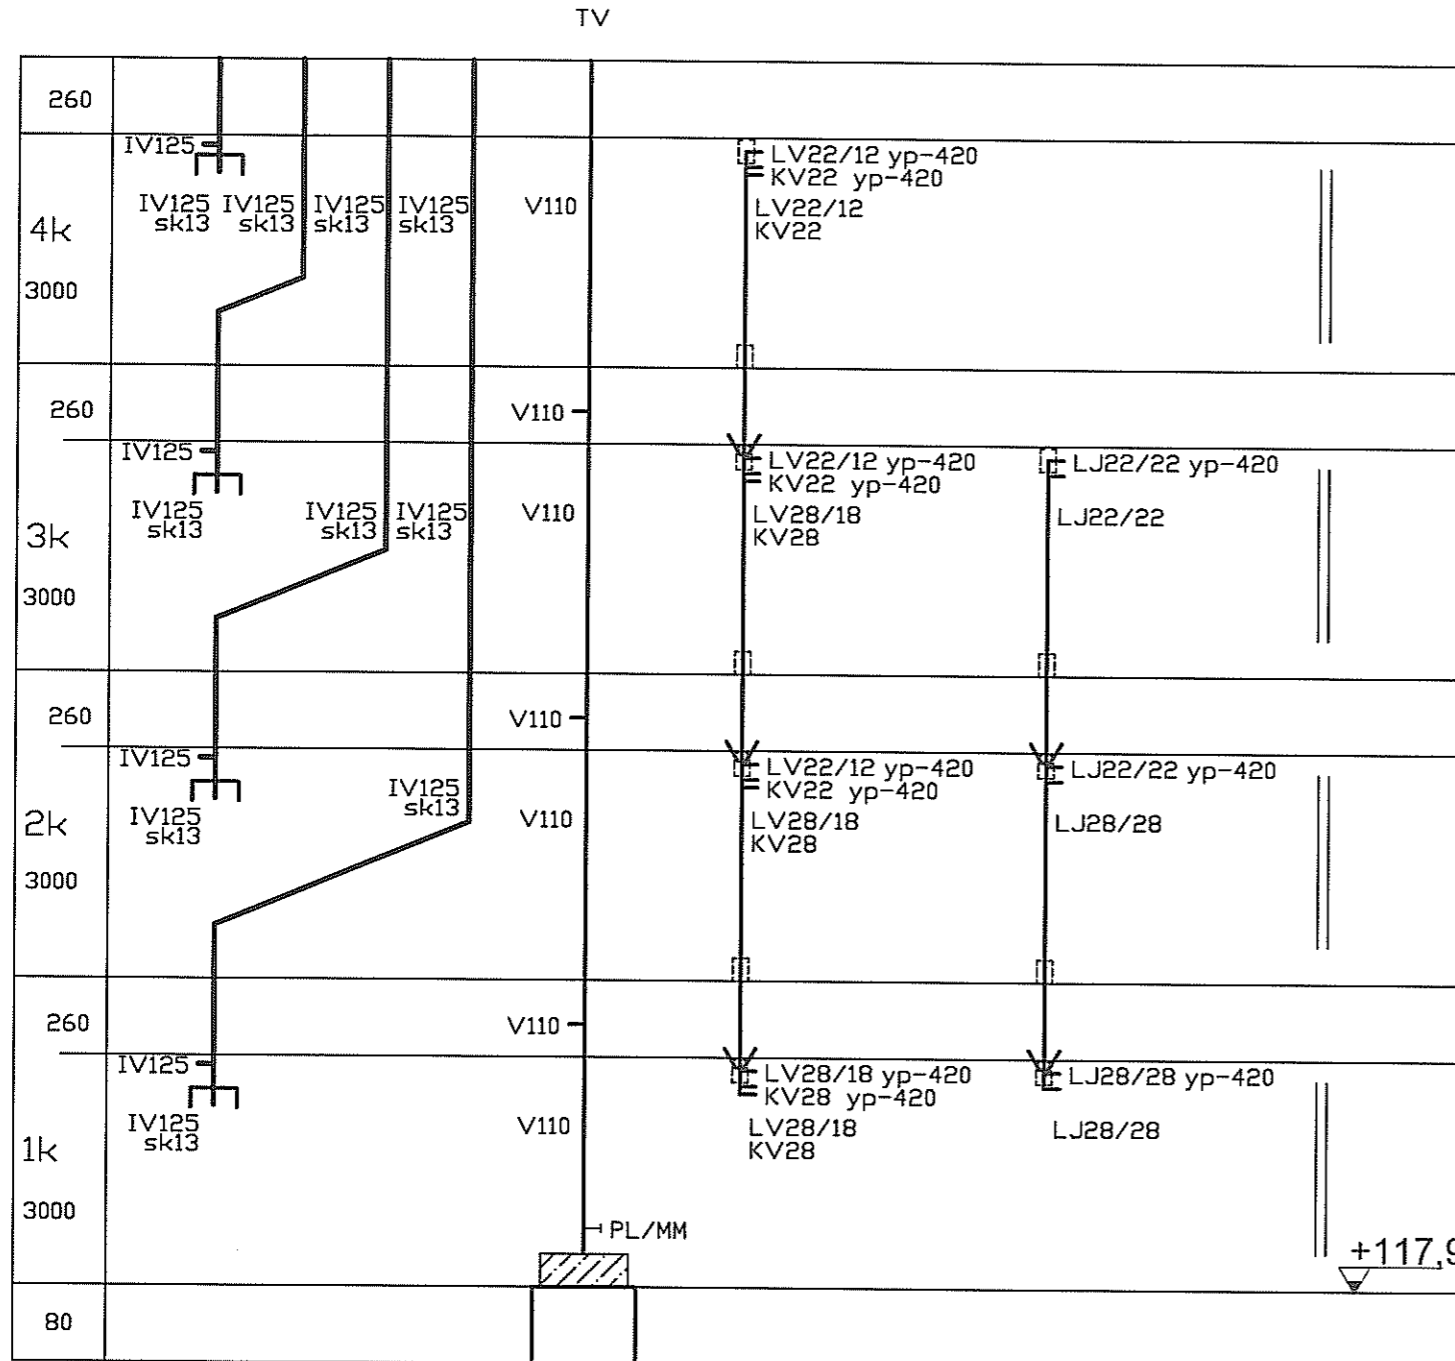 TV
260
IV125
LV22/12 yp-420
KV22 yp-420
IV125 IV125 IV125 IV125
sk13 sk13 sk13 sk13
V110
LV22/12
KV22
4k
3000
260
V110
IV125
LV22/12 yp-420
KV22 yp-420
LJ22/22 yp-420
IV125
sk13
IV125 IV125
sk13 sk13
V110
LV28/18
KV28
LJ22/22
3k
3000
260
V110
IV125
LV22/12 yp-420
KV22 yp-420
LJ22/22 yp-420
IV125
sk13
IV125
sk13
V110
LV28/18
KV28
LJ28/28
2k
3000
260
V110
IV125
LV28/18 yp-420
KV28 yp-420
LJ28/28 yp-420
IV125
sk13
V110
LV28/18
KV28
LJ28/28
1k
3000
PL/MM
+117,9
80